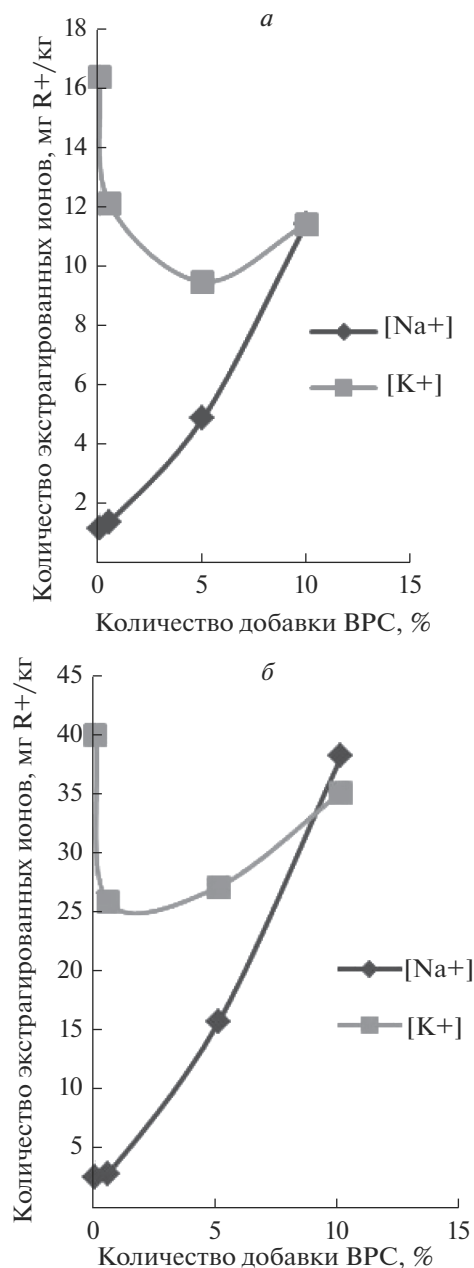 а
Количество экстрагированных ионов, мг R+/кг
18
16
14
12
10
8
6
4
2
0
5
10
15
[Na+]
[K+]
Количество добавки ВРС, %
б
Количество экстрагированных ионов, мг R+/кг
45
40
35
30
25
20
15
10
5
0
5
10
15
[Na+]
[K+]
Количество добавки ВРС, %